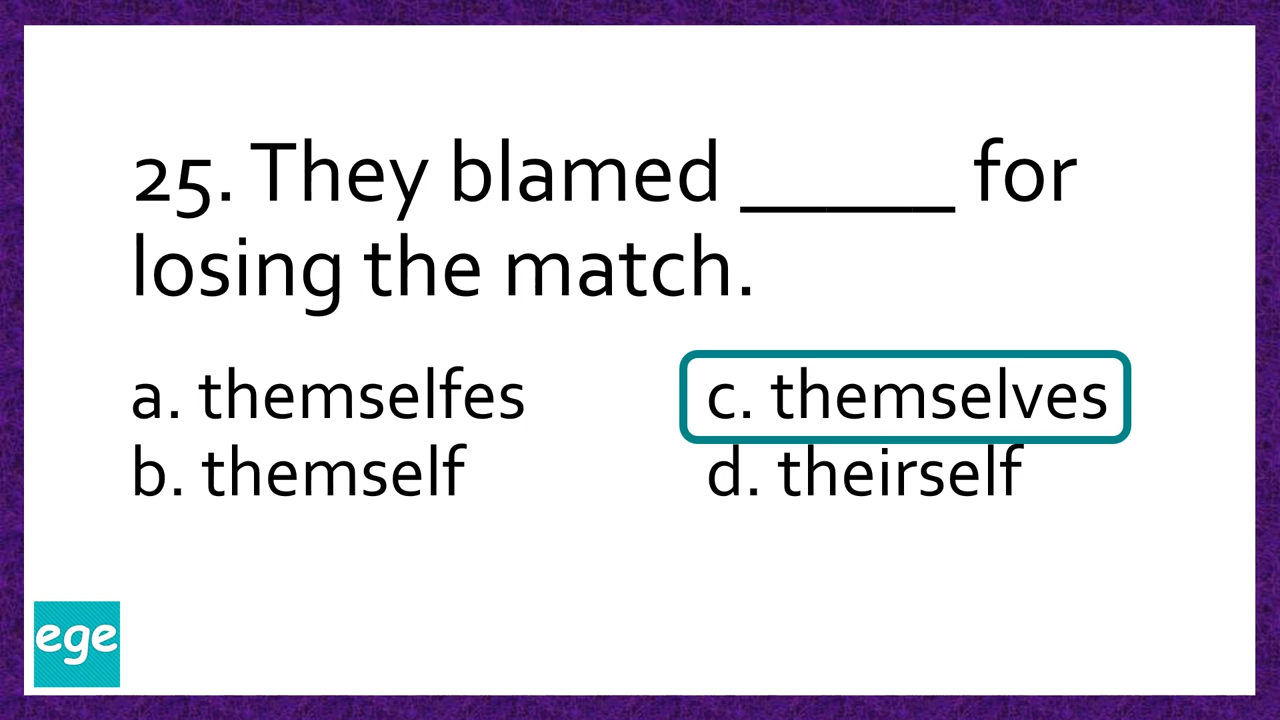 25. They blamed _____ for
losing the match.
a. themselfes
c. themselves
b. themself
d. theirself
ege